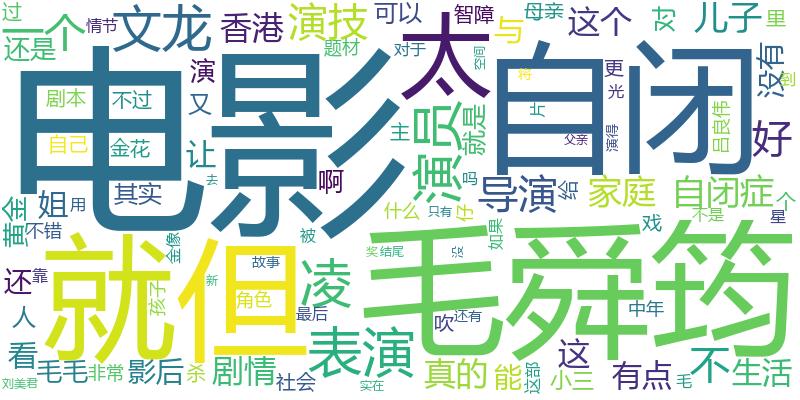 过
情节
还是
一个
文龙
香港
演技
可以
智障
母亲
儿子
里
题材
与
这个
对
太
对于
空间
电影
自闭
没有
演
剧本
不过
又
更
光
将
到
自己
金花
演员
就是
片
演得
吕良伟
好
让
啊
主
父亲
去
吗
黄金
姐
用
其实
什么
只有
仔
导演
给
家庭
自闭症
个
星
不错
金像
被
奖
结尾
没
如果
戏
不是
就
但
毛舜筠
还
靠
孩子
新
故事
角色
凌
人
最后
吹
还有
中年
看
表演
这
不
生活
毛毛
非常
影后
杀
剧情
社会
真的
能
这部
小三
有点
毛
刘美君
实在